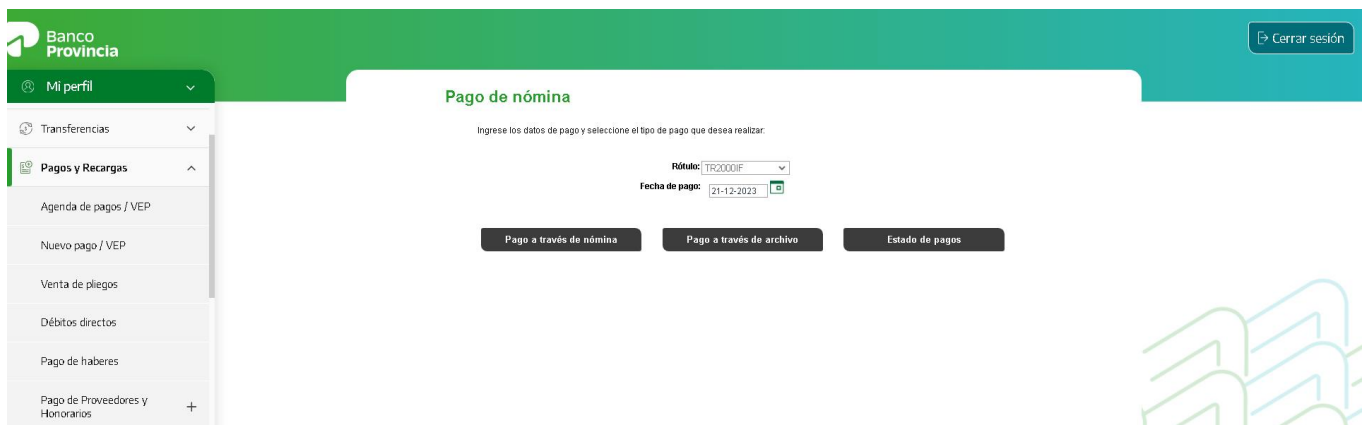 Banco
Provincia
Cerrar sesión
Mi perfil
Transferencias
Pagos y Recargas
Agenda de pagos / VEP
Nuevo pago / VEP
Venta de pliegos
Débitos directos
Pago de haberes
Pago de Proveedores y
Honorarios
Pago de nómina
Ingrese los datos de pago y seleccione el tipo de pago que desea realizar:
Rótulo: TR2000IF
Fecha de pago: 21-12-2023
Pago a través de nómina
Pago a través de archivo
Estado de pagos